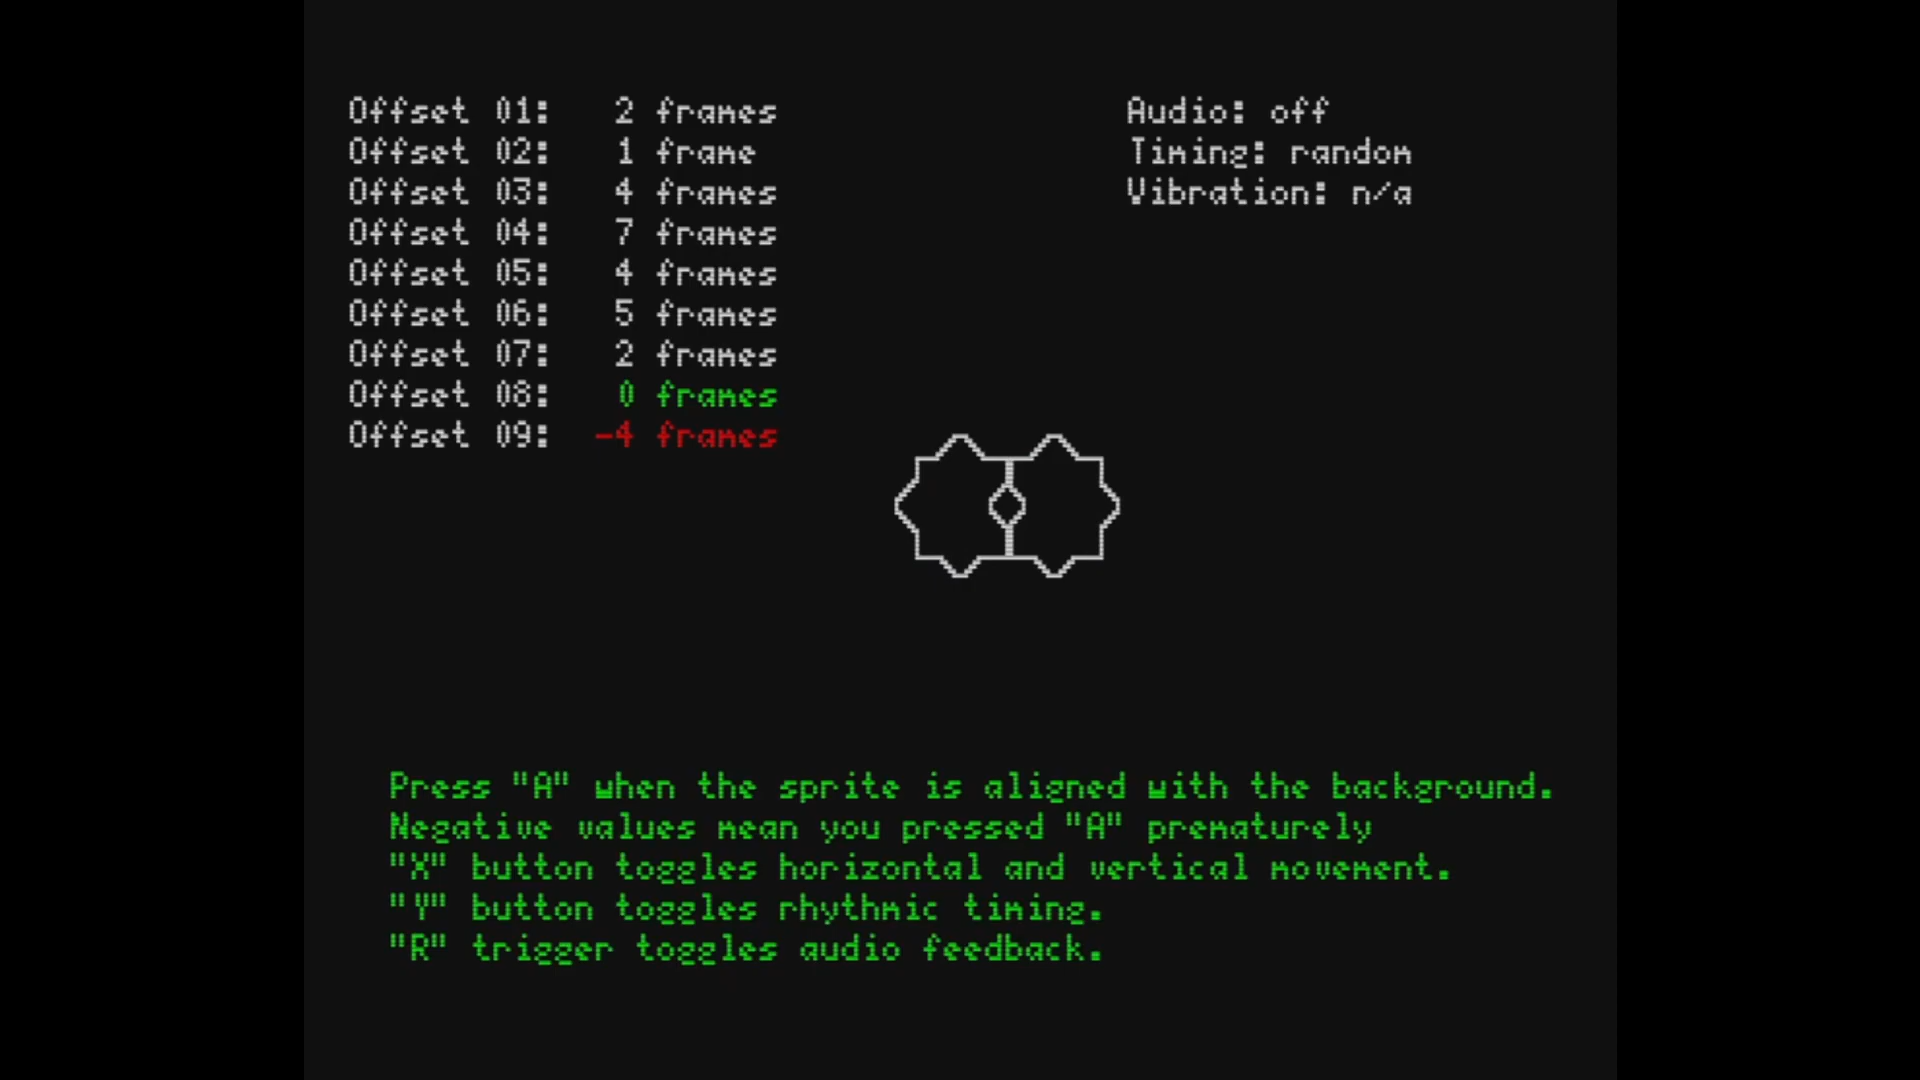 Offset 01: 2 frames
Offset 02: 1 frame
Offset 03: 4 frames
Offset 04: 7 frames
Offset 05: 4 frames
Offset 06: 5 frames
Offset 07: 2 frames
Offset 08: 0 frames
Offset 09: -4 frames
Audio: off
Timing: random
Vibration: n/a
Press "A" when the sprite is aligned with the background.
Negative values mean you pressed "A" prematurely
"X" button toggles horizontal and vertical movement.
"Y" button toggles rhythmic timing.
"R" trigger toggles audio feedback.